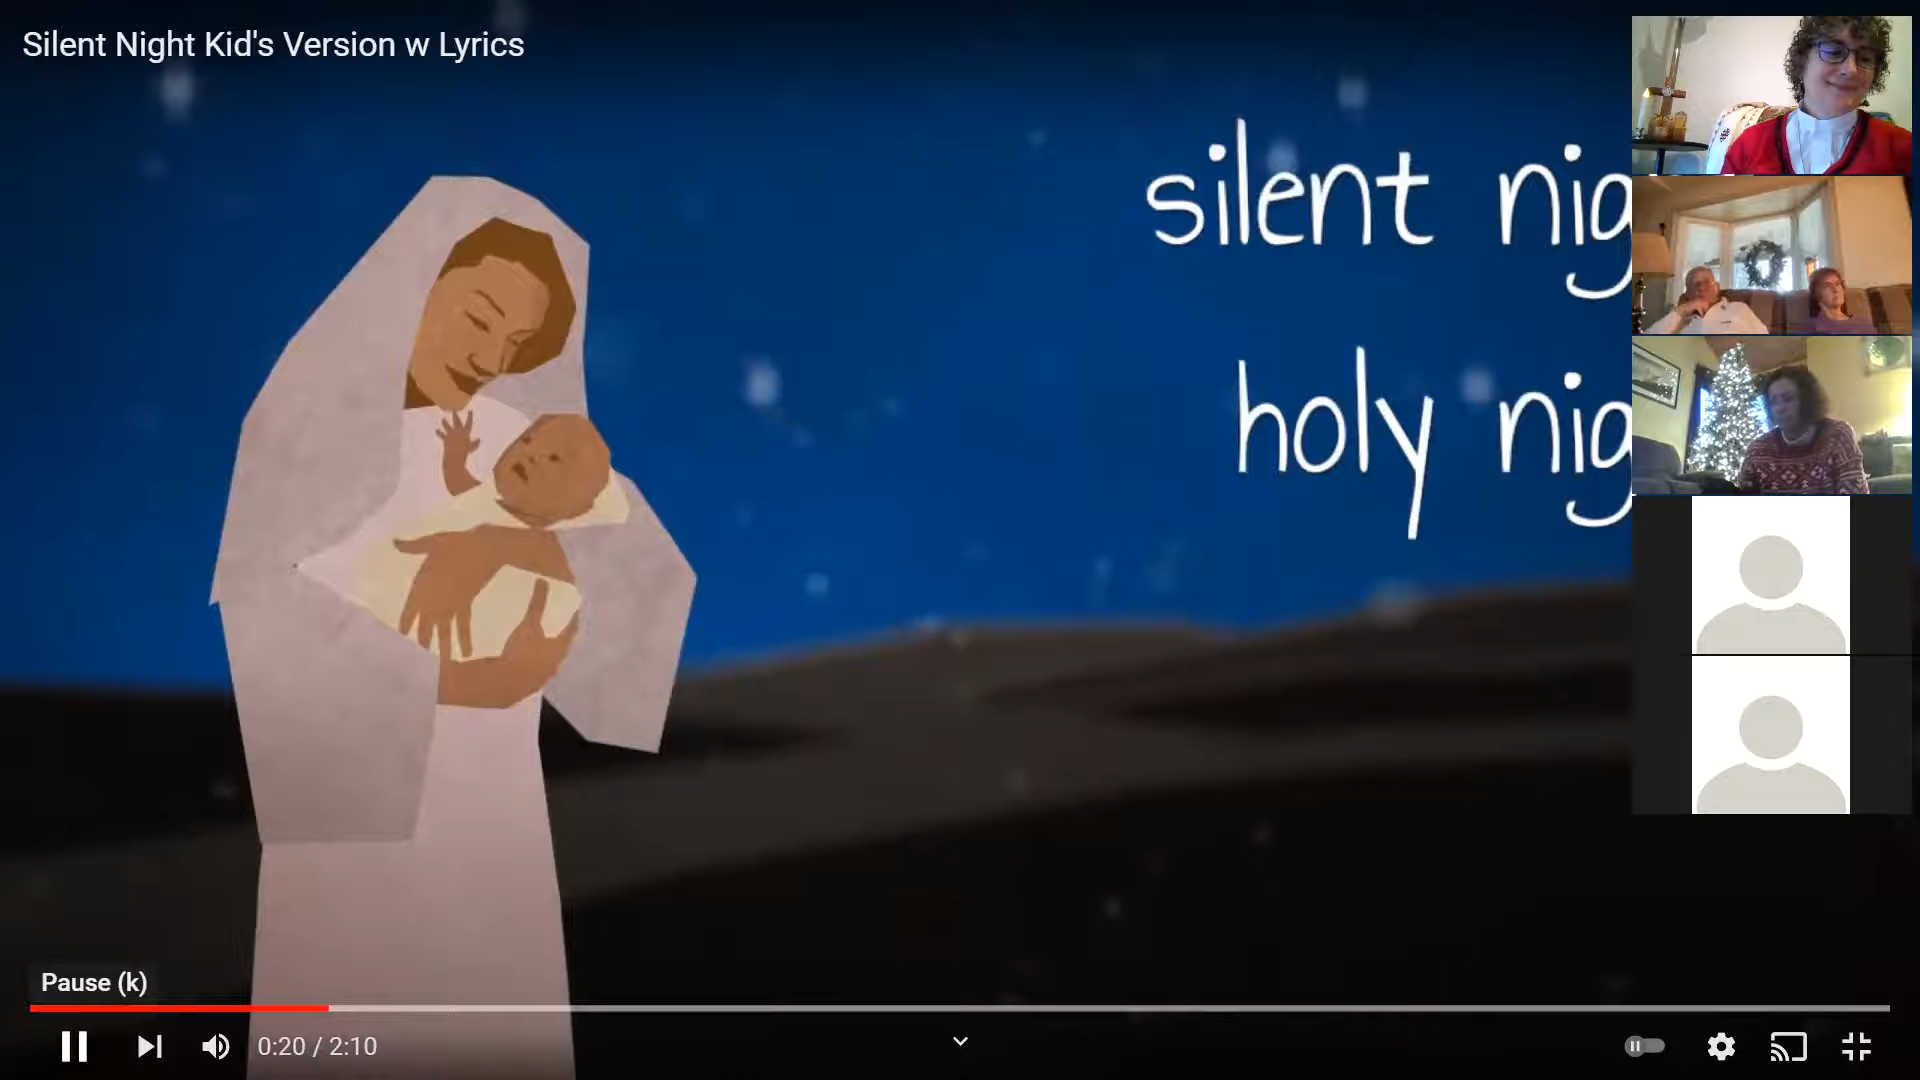 Silent Night Kid's Version w Lyrics
silent nig
holy nig
Pause (k)
0:20 / 2:10